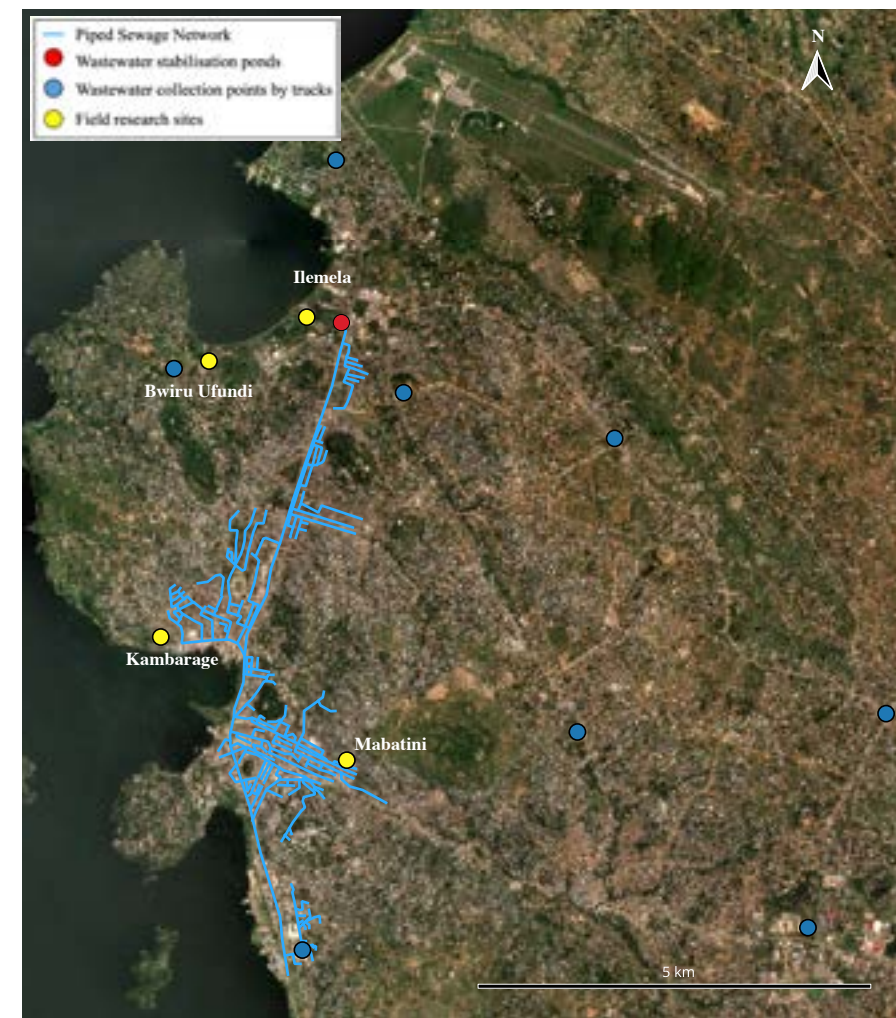 Piped Sewage Network
Wastewater stabilisation ponds
Wastewater collection points by trucks
Field research sites
N
Ilemela
Bwiru Ufundi
Kambarage
Mabatini
5 km